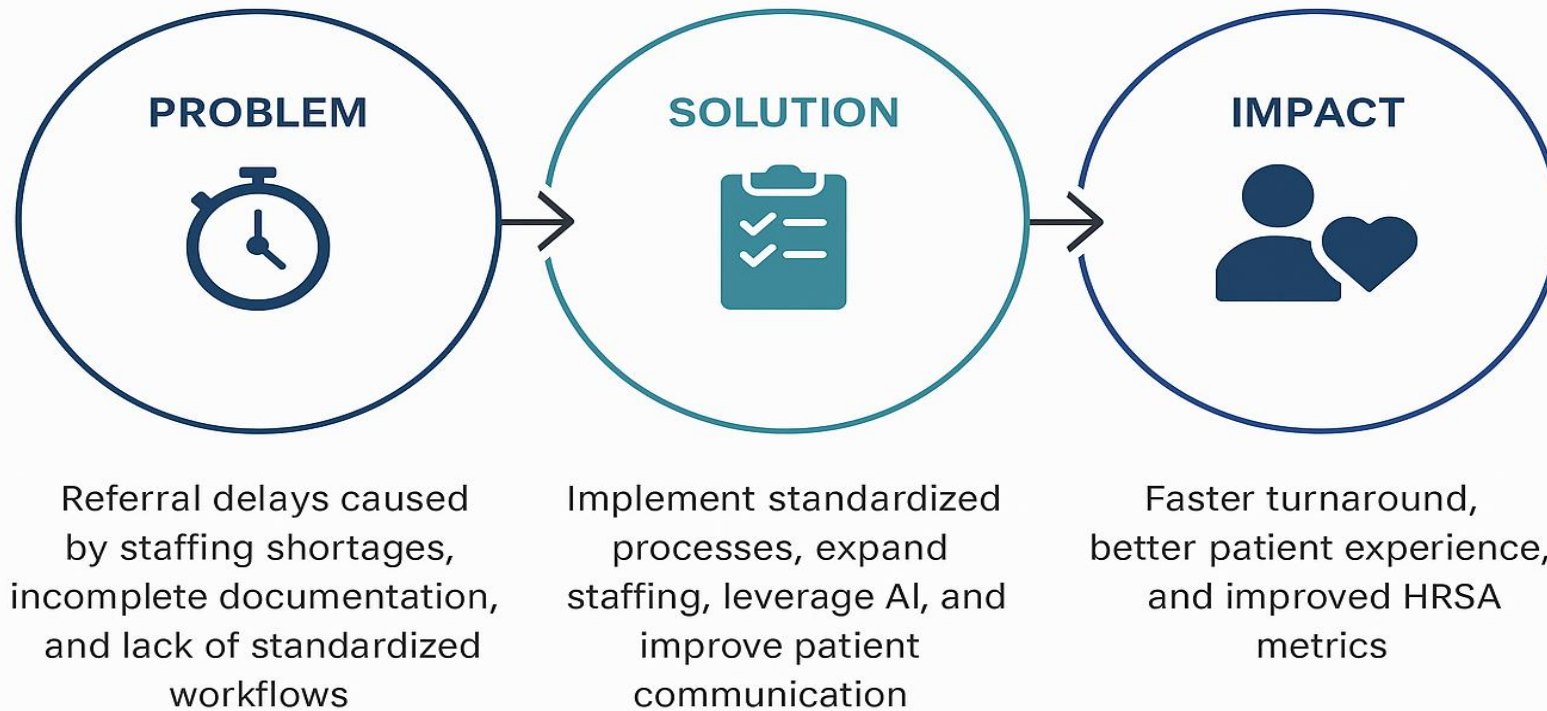 PROBLEM
Referral delays caused
by staffing shortages,
incomplete documentation,
and lack of standardized
workflows
SOLUTION
Implement standardized
processes, expand
staffing, leverage AI, and
improve patient
communication
IMPACT
Faster turnaround,
better patient experience,
and improved HRSA
metrics